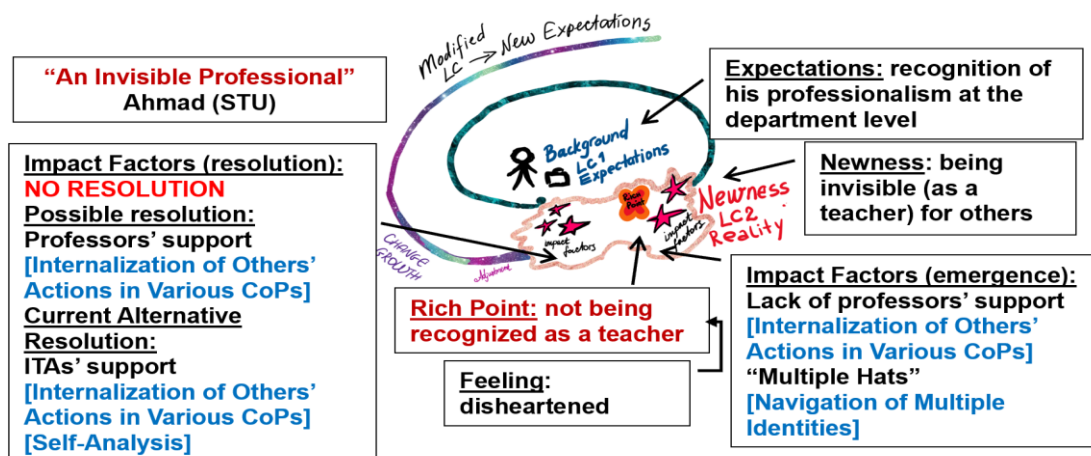 “An Invisible Professional”
Ahmad (STU)
Impact Factors (resolution):
NO RESOLUTION
Possible resolution:
Professors’ support
[Internalization of Others’
Actions in Various CoPs]
Current Alternative
Resolution:
ITAs’ support
[Internalization of Others’
Actions in Various CoPs]
[Self-Analysis]
Modified
LC → New Expectations
Background
LC1
Expectations
Rich
Point
impact
factors
impact
factors
Newness
LC2
Reality
CHANGE
GROWTH
Adjustment
Rich Point: not being
recognized as a teacher
Feeling:
disheartened
Expectations: recognition of
his professionalism at the
department level
Newness: being
invisible (as a
teacher) for others
Impact Factors (emergence):
Lack of professors’ support
[Internalization of Others’
Actions in Various CoPs]
“Multiple Hats”
[Navigation of Multiple
Identities]